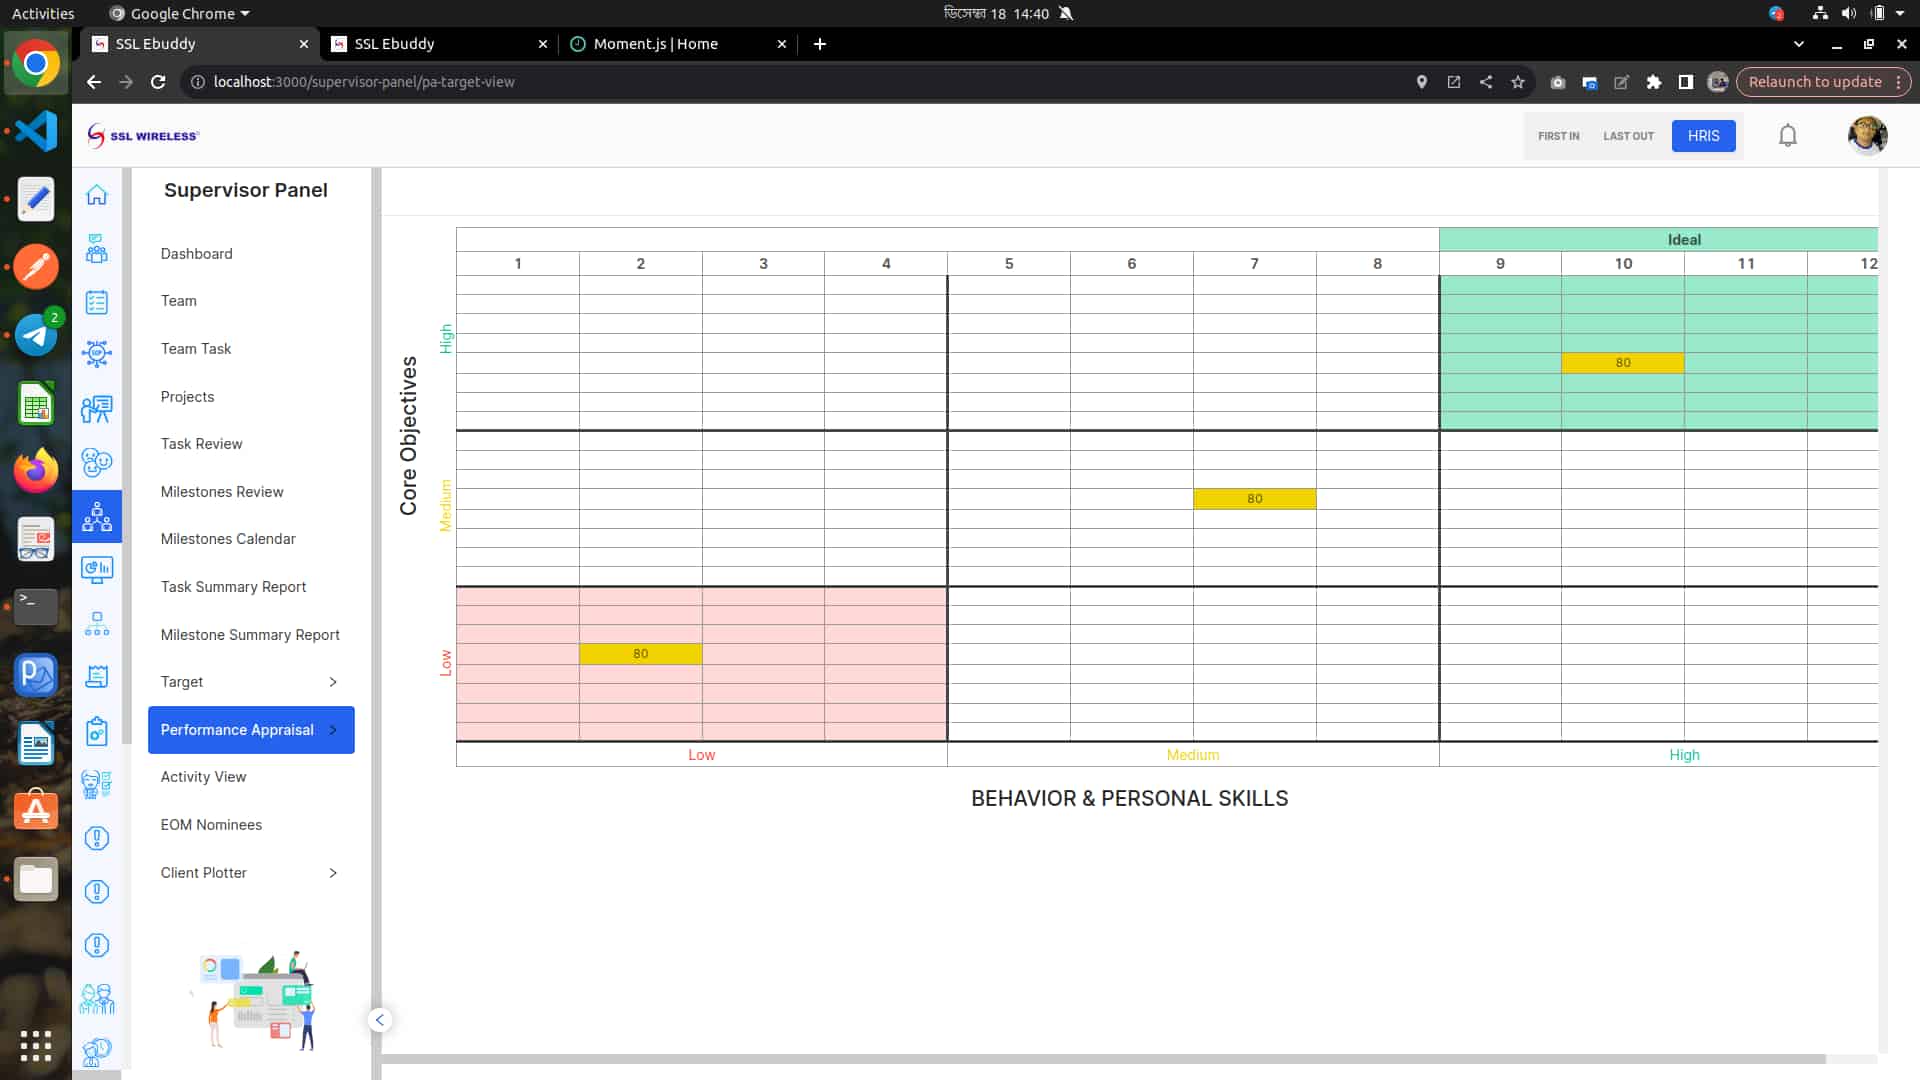 Activities
Google Chrome
ডিসেম্বর 18 14:40
SSL Ebuddy
SSL Ebuddy
Moment.js | Home
localhost:3000/supervisor-panel/pa-target-view
Relaunch to update
SSL WIRELESS
FIRST IN
LAST OUT
HRIS
2
Supervisor Panel
Dashboard
Team
Team Task
Projects
Task Review
Milestones Review
Milestones Calendar
Task Summary Report
Milestone Summary Report
Target
Performance Appraisal
Activity View
EOM Nominees
Client Plotter
Ideal
1 2 3 4 5 6 7 8 9 10 11 12
Core Objectives
High
80
Medium
80
Low
80
Low Medium High
BEHAVIOR & PERSONAL SKILLS